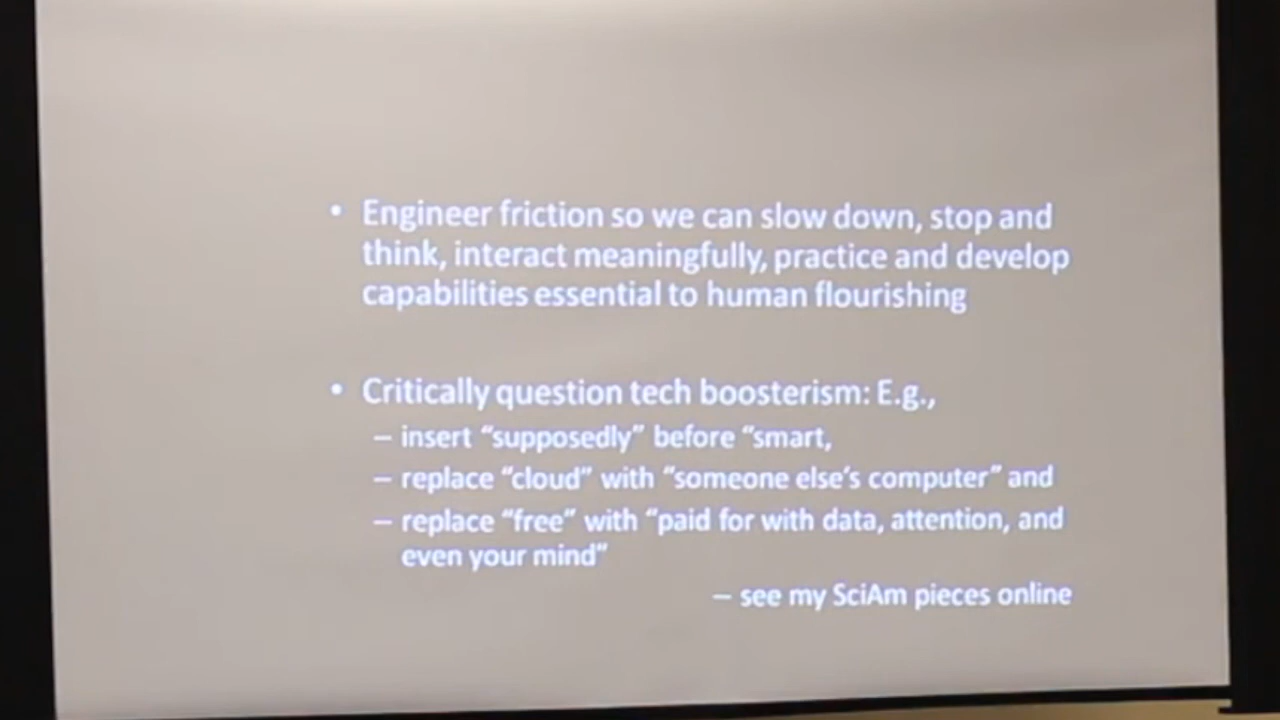 • Engineer friction so we can slow down, stop and
think, interact meaningfully, practice and develop
capabilities essential to human flourishing
• Critically question tech boosterism: E.g.,
– insert “supposedly” before “smart,
– replace “cloud” with “someone else’s computer” and
– replace “free” with “paid for with data, attention, and
even your mind”
– see my SciAm pieces online